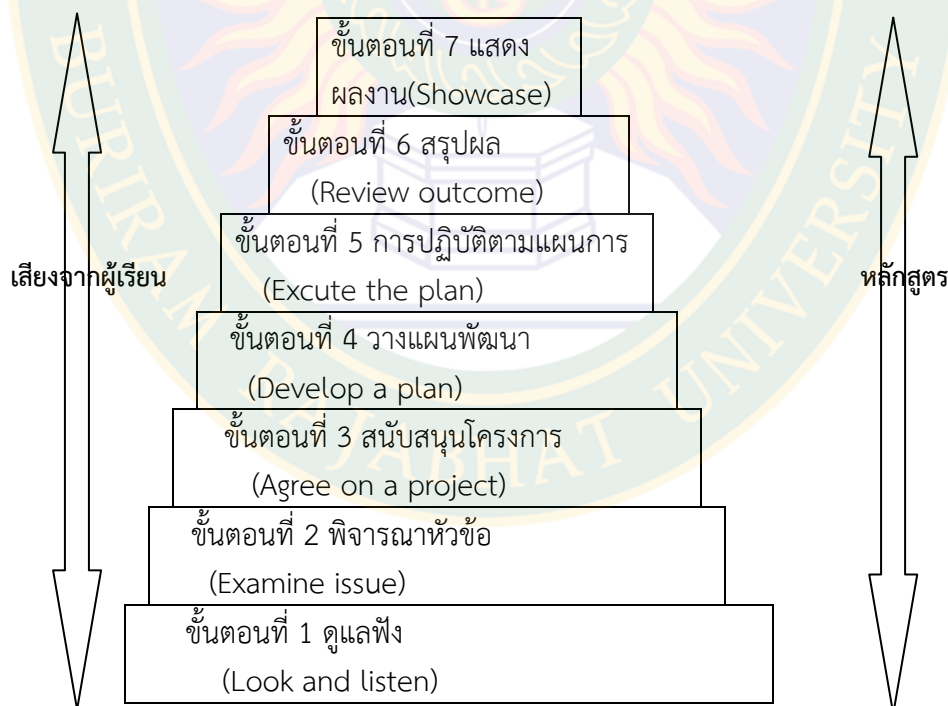 ขั้นตอนที่ 7 แสดง
ผลงาน(Showcase)
ขั้นตอนที่ 6 สรุปผล
(Review outcome)
ขั้นตอนที่ 5 การปฏิบัติตามแผนการ
(Excute the plan)
เสียงจากผู้เรียน
หลักสูตร
ขั้นตอนที่ 4 วางแผนพัฒนา
(Develop a plan)
ขั้นตอนที่ 3 สนับสนุนโครงการ
(Agree on a project)
ขั้นตอนที่ 2 พิจารณาหัวข้อ
(Examine issue)
ขั้นตอนที่ 1 ดูแลฟัง
(Look and listen)
BURIRAM RAJABHAT UNIVERSITY